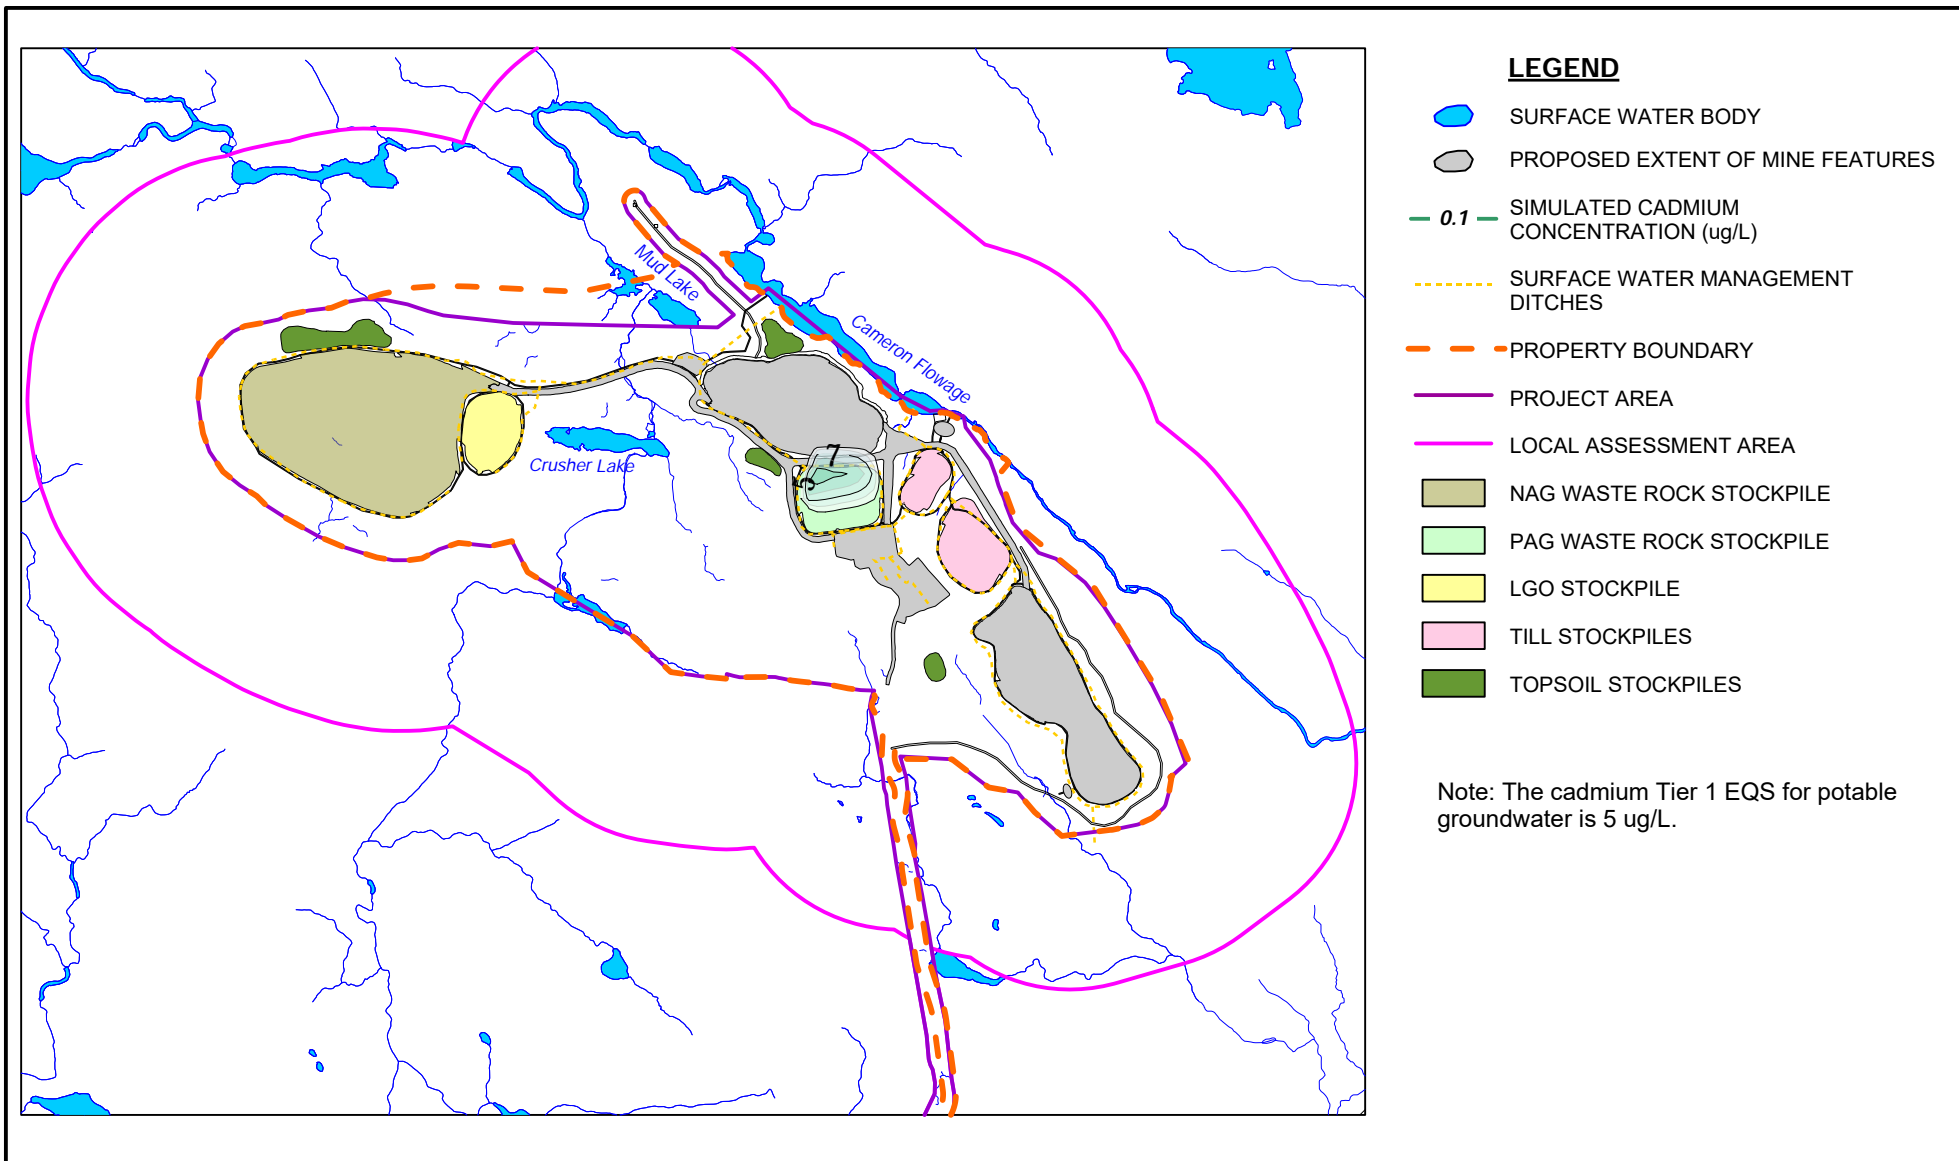 LEGEND
SURFACE WATER BODY
PROPOSED EXTENT OF MINE FEATURES
0.1
SIMULATED CADMIUM
CONCENTRATION (ug/L)
SURFACE WATER MANAGEMENT
DITCHES
PROPERTY BOUNDARY
PROJECT AREA
LOCAL ASSESSMENT AREA
NAG WASTE ROCK STOCKPILE
PAG WASTE ROCK STOCKPILE
LGO STOCKPILE
TILL STOCKPILES
TOPSOIL STOCKPILES
Note: The cadmium Tier 1 EQS for potable
groundwater is 5 ug/L.
Mud Lake
Cameron Flowage
Crusher Lake
7
5